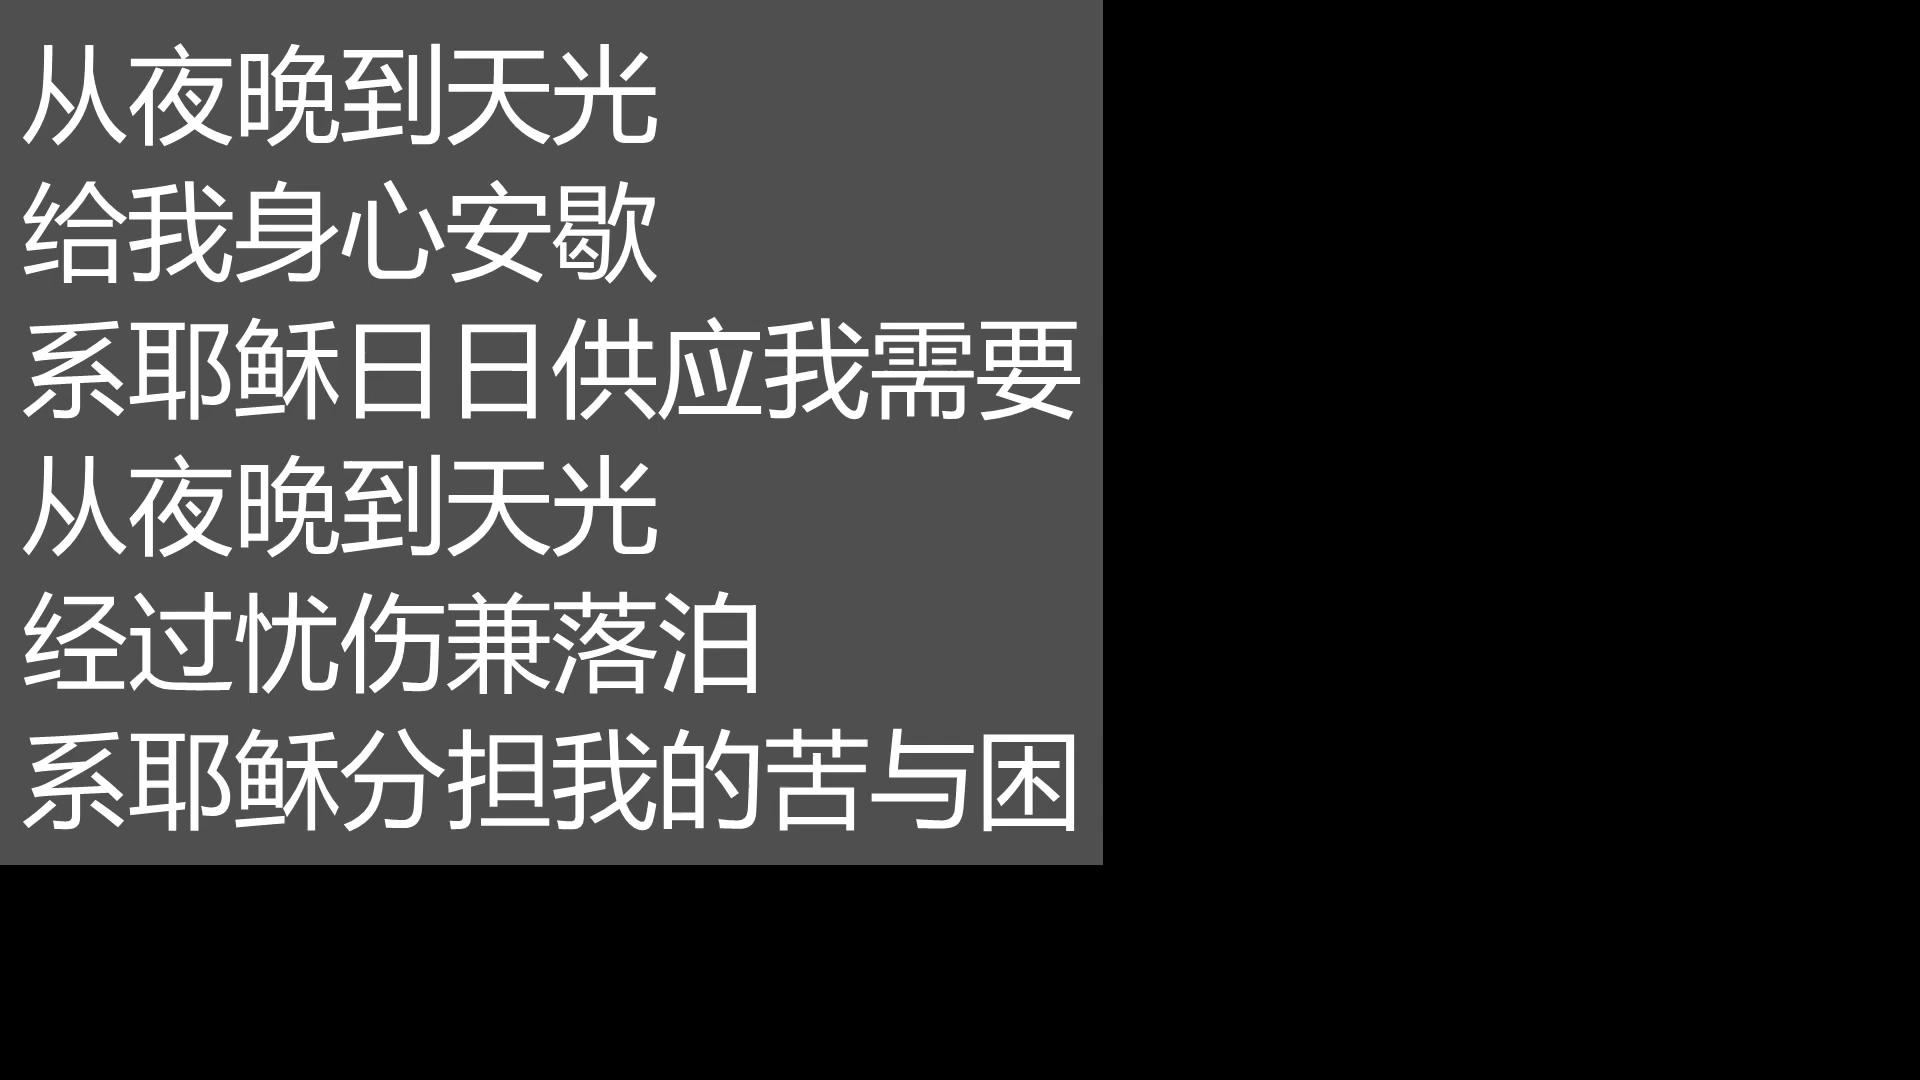 从夜晚到天光
给我身心安歇
系耶稣日日供应我需要
从夜晚到天光
经过忧伤兼落泊
系耶稣分担我的苦与困